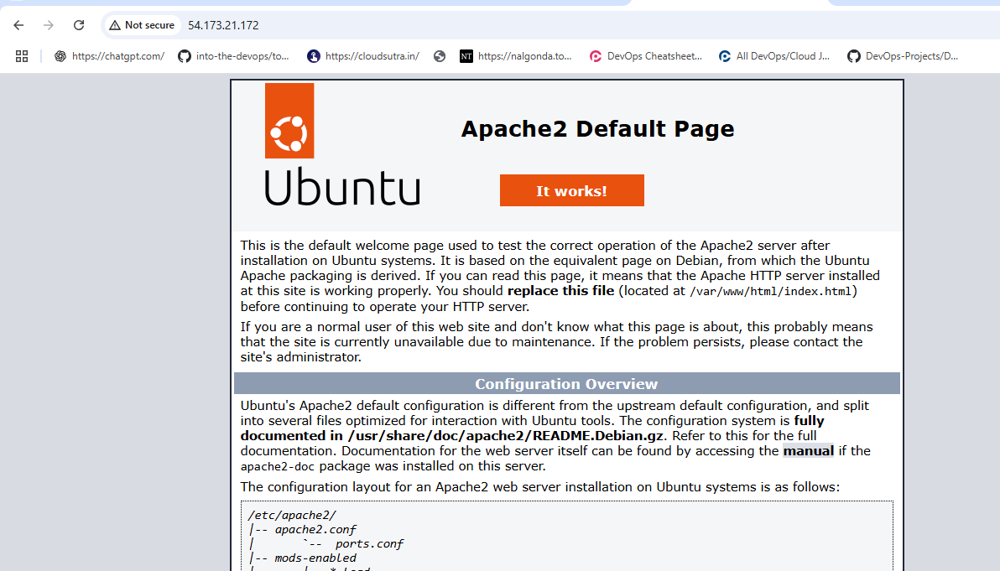 Not secure 54.173.21.172
https://chatgpt.com/ into-the-devops/to... https://cloudsutra.in/ NT https://nalgonda.to... DevOps Cheatsheet... All DevOps/Cloud J... DevOps-Projects/D...
Apache2 Default Page
Ubuntu
It works!
This is the default welcome page used to test the correct operation of the Apache2 server after
installation on Ubuntu systems. It is based on the equivalent page on Debian, from which the Ubuntu
Apache packaging is derived. If you can read this page, it means that the Apache HTTP server installed
at this site is working properly. You should replace this file (located at /var/www/html/index.html)
before continuing to operate your HTTP server.
If you are a normal user of this web site and don't know what this page is about, this probably means
that the site is currently unavailable due to maintenance. If the problem persists, please contact the
site's administrator.
Configuration Overview
Ubuntu's Apache2 default configuration is different from the upstream default configuration, and split
into several files optimized for interaction with Ubuntu tools. The configuration system is fully
documented in /usr/share/doc/apache2/README.Debian.gz. Refer to this for the full
documentation. Documentation for the web server itself can be found by accessing the manual if the
apache2-doc package was installed on this server.
The configuration layout for an Apache2 web server installation on Ubuntu systems is as follows:
/etc/apache2/
|-- apache2.conf
|       `--  ports.conf
|-- mods-enabled